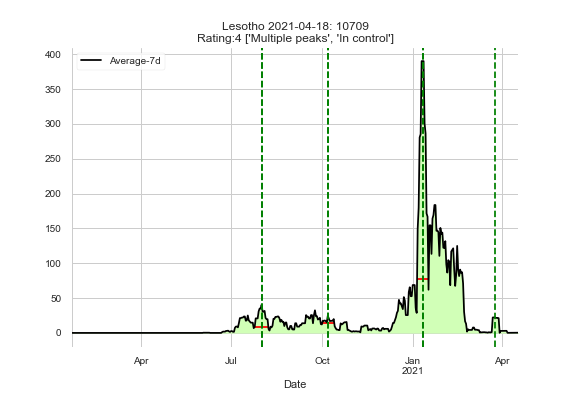 Lesotho 2021-04-18: 10709
Rating:4 ['Multiple peaks', 'In control']
Average-7d
400
350
300
250
200
150
100
50
0
Apr
Jul
Oct
Jan
2021
Apr
Date